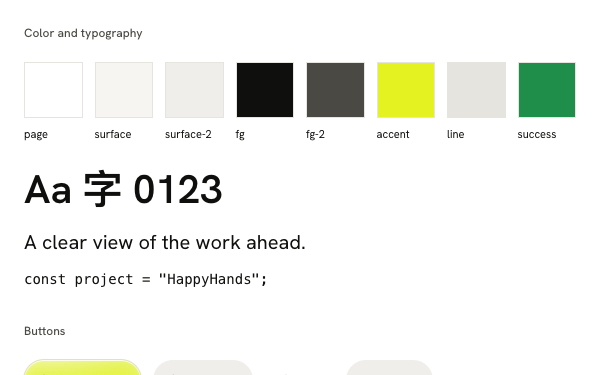 Color and typography
page surface surface-2 fg fg-2 accent line success
Aa 字 0123
A clear view of the work ahead.
const project = "HappyHands";
Buttons